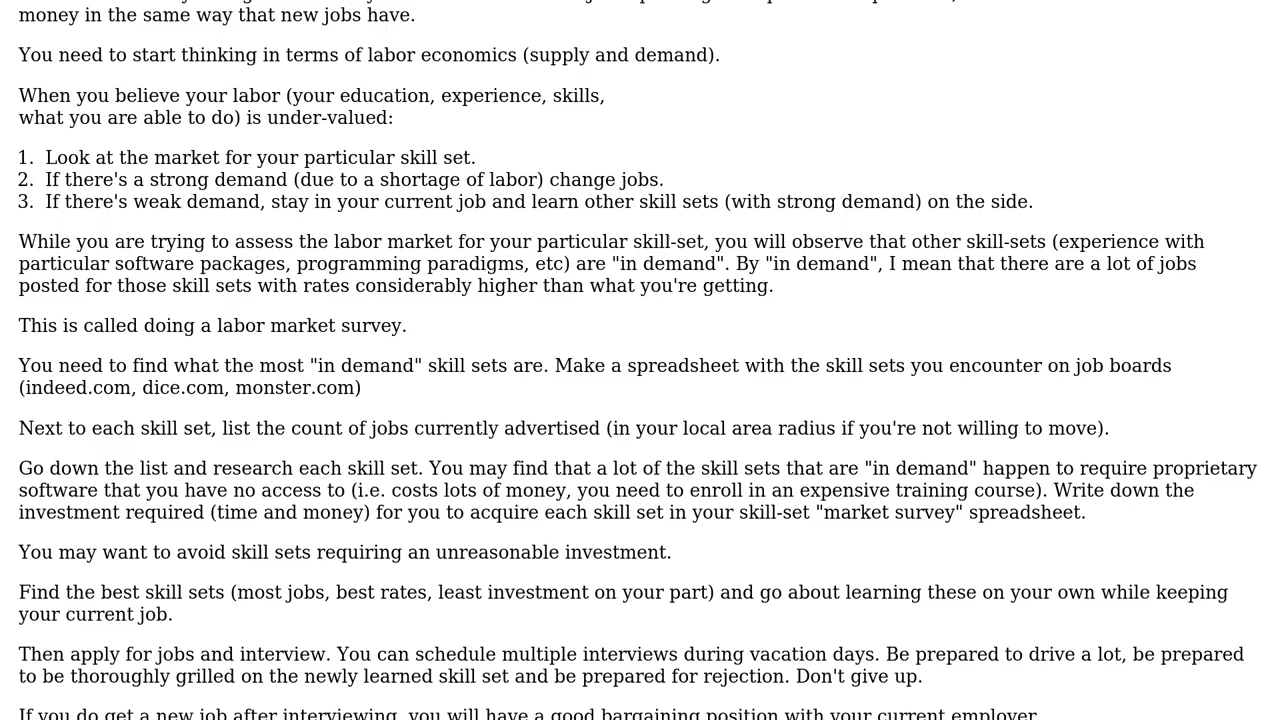 money in the same way that new jobs have.
You need to start thinking in terms of labor economics (supply and demand).
When you believe your labor (your education, experience, skills,
what you are able to do) is under-valued:
1. Look at the market for your particular skill set.
2. If there's a strong demand (due to a shortage of labor) change jobs.
3. If there's weak demand, stay in your current job and learn other skill sets (with strong demand) on the side.
While you are trying to assess the labor market for your particular skill-set, you will observe that other skill-sets (experience with
particular software packages, programming paradigms, etc) are "in demand". By "in demand", I mean that there are a lot of jobs
posted for those skill sets with rates considerably higher than what you're getting.
This is called doing a labor market survey.
You need to find what the most "in demand" skill sets are. Make a spreadsheet with the skill sets you encounter on job boards
(indeed.com, dice.com, monster.com)
Next to each skill set, list the count of jobs currently advertised (in your local area radius if you're not willing to move).
Go down the list and research each skill set. You may find that a lot of the skill sets that are "in demand" happen to require proprietary
software that you have no access to (i.e. costs lots of money, you need to enroll in an expensive training course). Write down the
investment required (time and money) for you to acquire each skill set in your skill-set "market survey" spreadsheet.
You may want to avoid skill sets requiring an unreasonable investment.
Find the best skill sets (most jobs, best rates, least investment on your part) and go about learning these on your own while keeping
your current job.
Then apply for jobs and interview. You can schedule multiple interviews during vacation days. Be prepared to drive a lot, be prepared
to be thoroughly grilled on the newly learned skill set and be prepared for rejection. Don't give up.
If you do get a new job after interviewing, you will have a good bargaining position with your current employer.